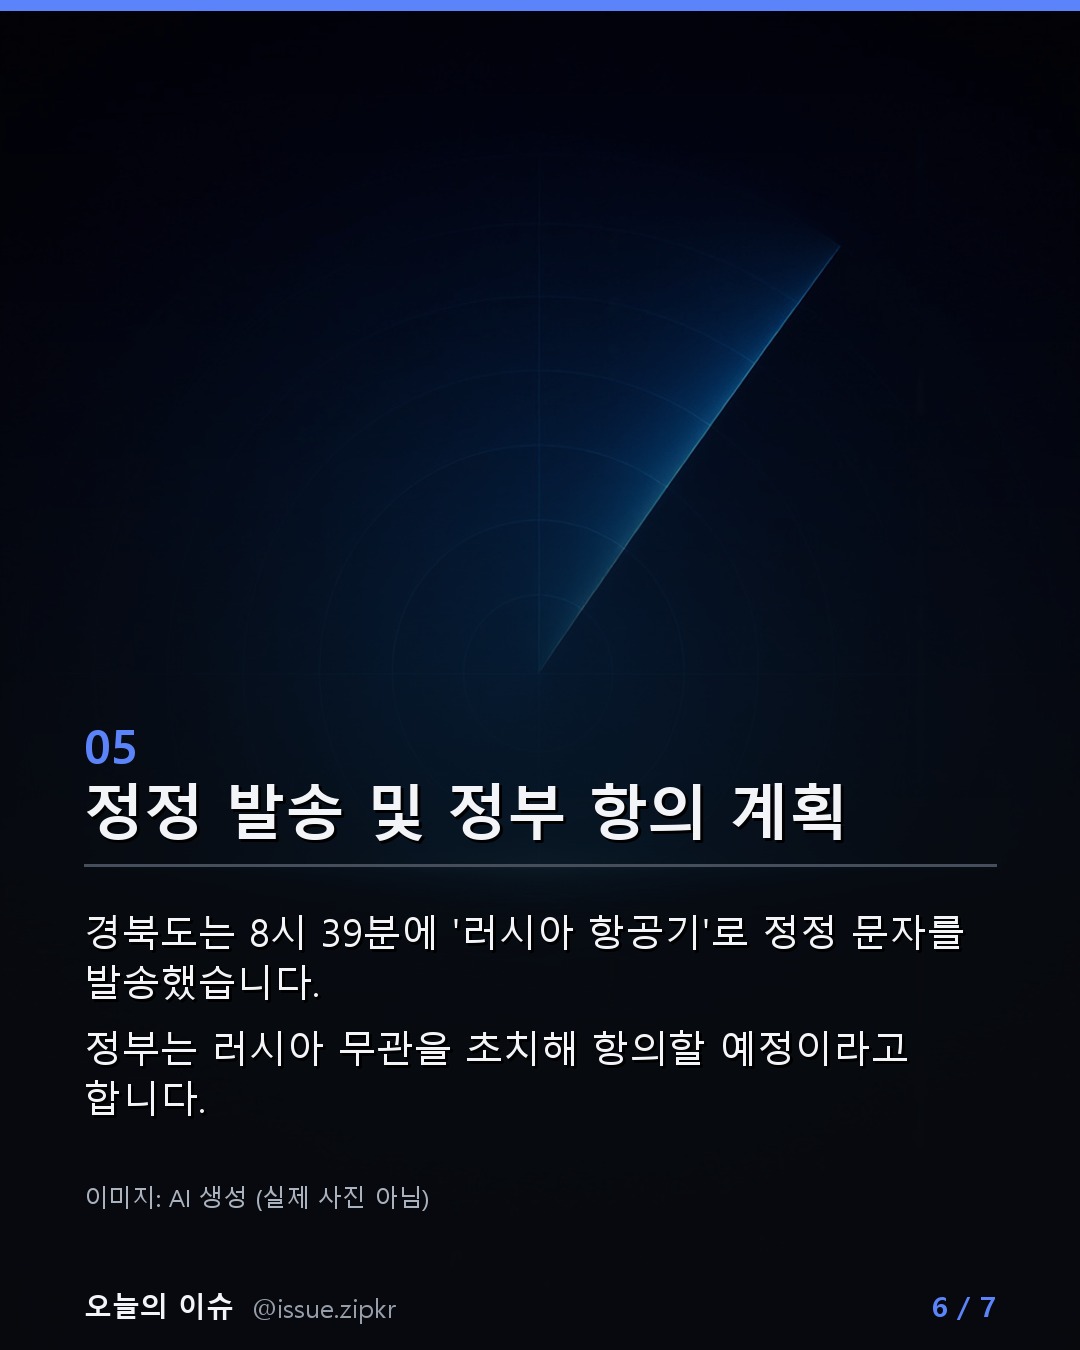 05
정정 발송 및 정부 항의 계획
경북도는 8시 39분에 '러시아 항공기'로 정정 문자를
발송했습니다.
정부는 러시아 무관을 초치해 항의할 예정이라고
합니다.
이미지: AI 생성 (실제 사진 아님)
오늘의 이슈 @issue.zipkr 6 / 7